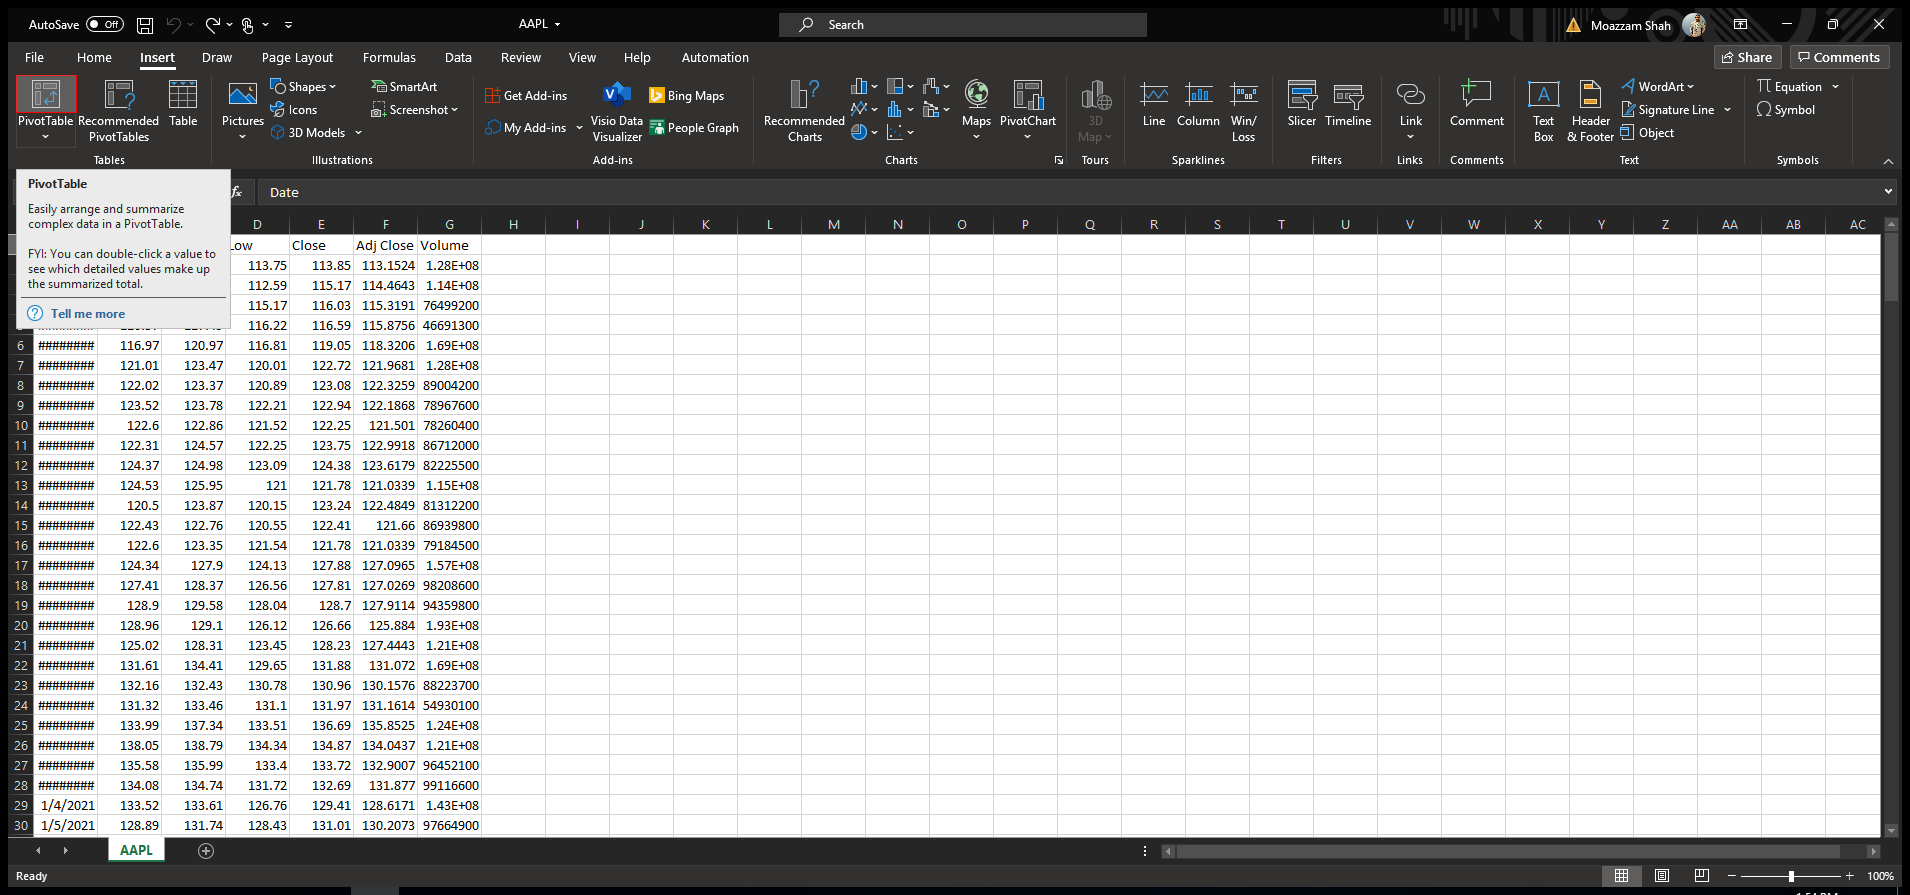 AutoSave Off AAPL Search Moazzam Shah
File Home Insert Draw Page Layout Formulas Data Review View Help Automation Share Comments
PivotTable
Recommended
PivotTables
Table
Tables
Pictures
Shapes
Icons
3D Models
SmartArt
Screenshot
Illustrations
Get Add-ins
My Add-ins
Visio Data
Visualizer
Bing Maps
People Graph
Add-ins
Recommended
Charts
Maps
PivotChart
Charts
3D
Map
Tours
Line
Column
Win/
Loss
Sparklines
Slicer
Timeline
Filters
Link
Links
Comment
Comments
A
Text
Box
Header
& Footer
WordArt
Signature Line
Object
Text
Equation
Symbol
Symbols
fx Date
PivotTable
Easily arrange and summarize
complex data in a PivotTable.
FYI: You can double-click a value to
see which detailed values make up
the summarized total.
Tell me more
D E F G H I J K L M N O P Q R S T U V W X Y Z AA AB AC
Low Close Adj Close Volume
113.75 113.85 113.1524 1.28E+08
112.59 115.17 114.4643 1.14E+08
115.17 116.03 115.3191 76499200
116.22 116.59 115.8756 46691300
6 ######## 116.97 120.97 116.81 119.05 118.3206 1.69E+08
7 ######## 121.01 123.47 120.01 122.72 121.9681 1.28E+08
8 ######## 122.02 123.37 120.89 123.08 122.3259 89004200
9 ######## 123.52 123.78 122.21 122.94 122.1868 78967600
10 ######## 122.6 122.86 121.52 122.25 121.501 78260400
11 ######## 122.31 124.57 122.25 123.75 122.9918 86712000
12 ######## 124.37 124.98 123.09 124.38 123.6179 82225500
13 ######## 124.53 125.95 121 121.78 121.0339 1.15E+08
14 ######## 120.5 123.87 120.15 123.24 122.4849 81312200
15 ######## 122.43 122.76 120.55 122.41 121.66 86939800
16 ######## 122.6 123.35 121.54 121.78 121.0339 79184500
17 ######## 124.34 127.9 124.13 127.88 127.0965 1.57E+08
18 ######## 127.41 128.37 126.56 127.81 127.0269 98208600
19 ######## 128.9 129.58 128.04 128.7 127.9114 94359800
20 ######## 128.96 129.1 126.12 126.66 125.884 1.93E+08
21 ######## 125.02 128.31 123.45 128.23 127.4443 1.21E+08
22 ######## 131.61 134.41 129.65 131.88 131.072 1.69E+08
23 ######## 132.16 132.43 130.78 130.96 130.1576 88223700
24 ######## 131.32 133.46 131.1 131.97 131.1614 54930100
25 ######## 133.99 137.34 133.51 136.69 135.8525 1.24E+08
26 ######## 138.05 138.79 134.34 134.87 134.0437 1.21E+08
27 ######## 135.58 135.99 133.4 133.72 132.9007 96452100
28 ######## 134.08 134.74 131.72 132.69 131.877 99116600
29 1/4/2021 133.52 133.61 126.76 129.41 128.6171 1.43E+08
30 1/5/2021 128.89 131.74 128.43 131.01 130.2073 97664900
AAPL
Ready 100%